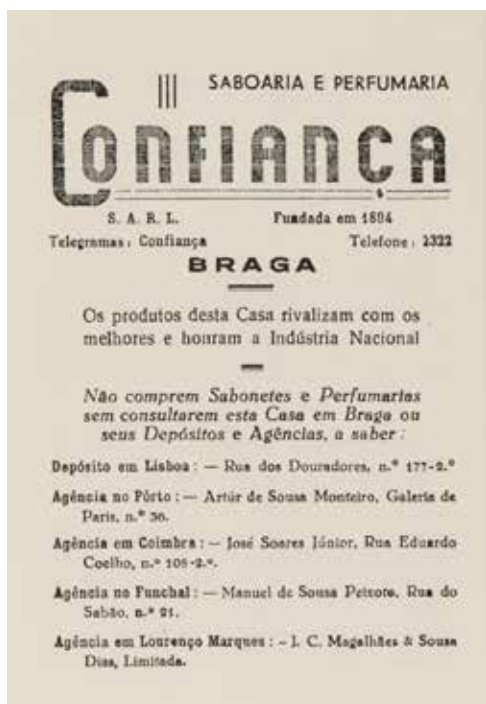 SABOARIA E PERFUMARIA
CONFIANÇA
S. A. R. L. Fundada em 1894
Telegramas: Confiança Telefone: 2322
BRAGA
Os produtos desta Casa rivalizam com os
melhores e honram a Indústria Nacional
Não comprem Sabonetes e Perfumarias
sem consultarem esta Casa em Braga ou
seus Depósitos e Agências, a saber:
Depósito em Lisboa: — Rua dos Douradores, n.º 177-2.º
Agência no Pôrto: — Artúr de Sousa Monteiro, Galeria de
Paris, n.º 36.
Agência em Coimbra: — José Soares Júnior, Rua Eduardo
Coelho, n.º 108-2.º.
Agência no Funchal: — Manuel de Sousa Peixoto, Rua do
Sabão, n.º 21.
Agência em Lourenço Marques: – J. C. Magalhães & Sousa
Dias, Limitada.